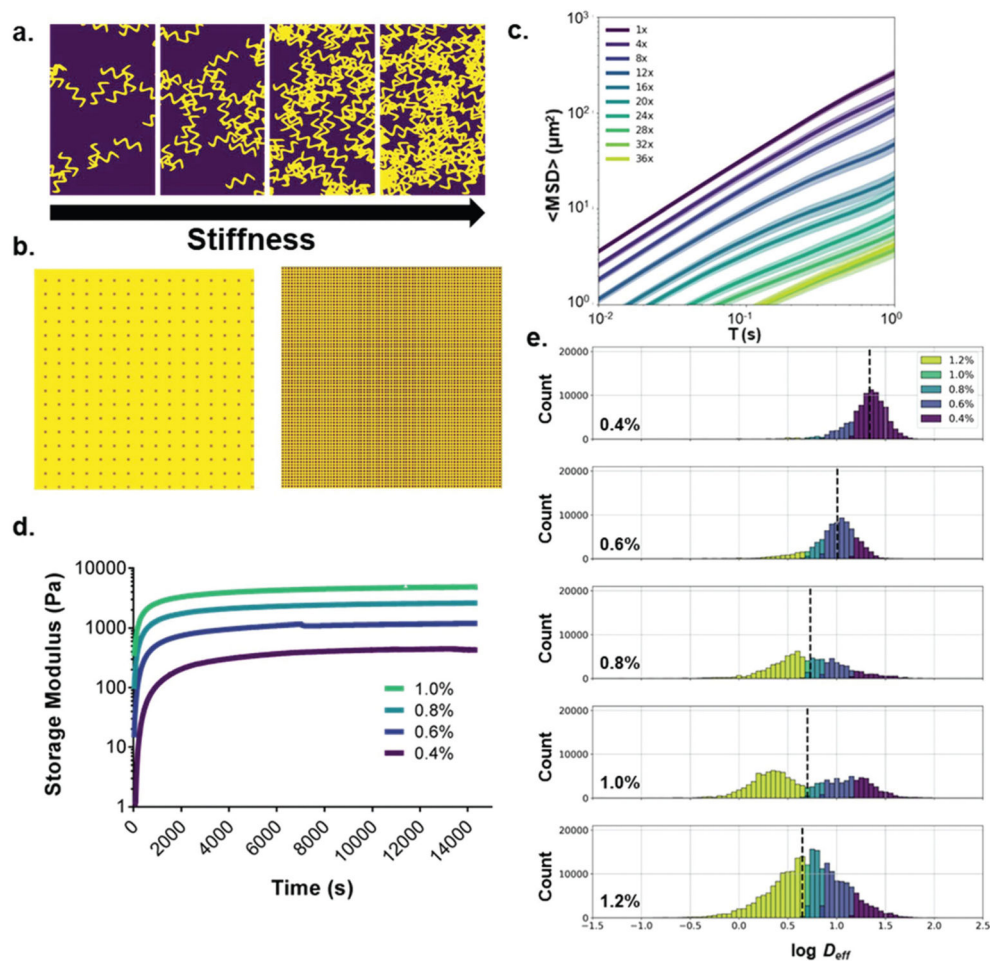 a.
Stiffness
b.
c.
<MSD> (µm²)
10³
10²
10¹
10⁰
1x
4x
8x
12x
16x
20x
24x
28x
32x
36x
10⁻²
10⁻¹
10⁰
T (s)
d.
Storage Modulus (Pa)
10000
1000
100
10
1
1.0%
0.8%
0.6%
0.4%
0
2000
4000
6000
8000
10000
12000
14000
Time (s)
e.
Count
20000
10000
0
0.4%
1.2%
1.0%
0.8%
0.6%
0.4%
Count
20000
10000
0
0.6%
Count
20000
10000
0
0.8%
Count
20000
10000
0
1.0%
Count
20000
10000
0
1.2%
−1.5 −1.0 −0.5 0.0 0.5 1.0 1.5 2.0 2.5
log D_eff